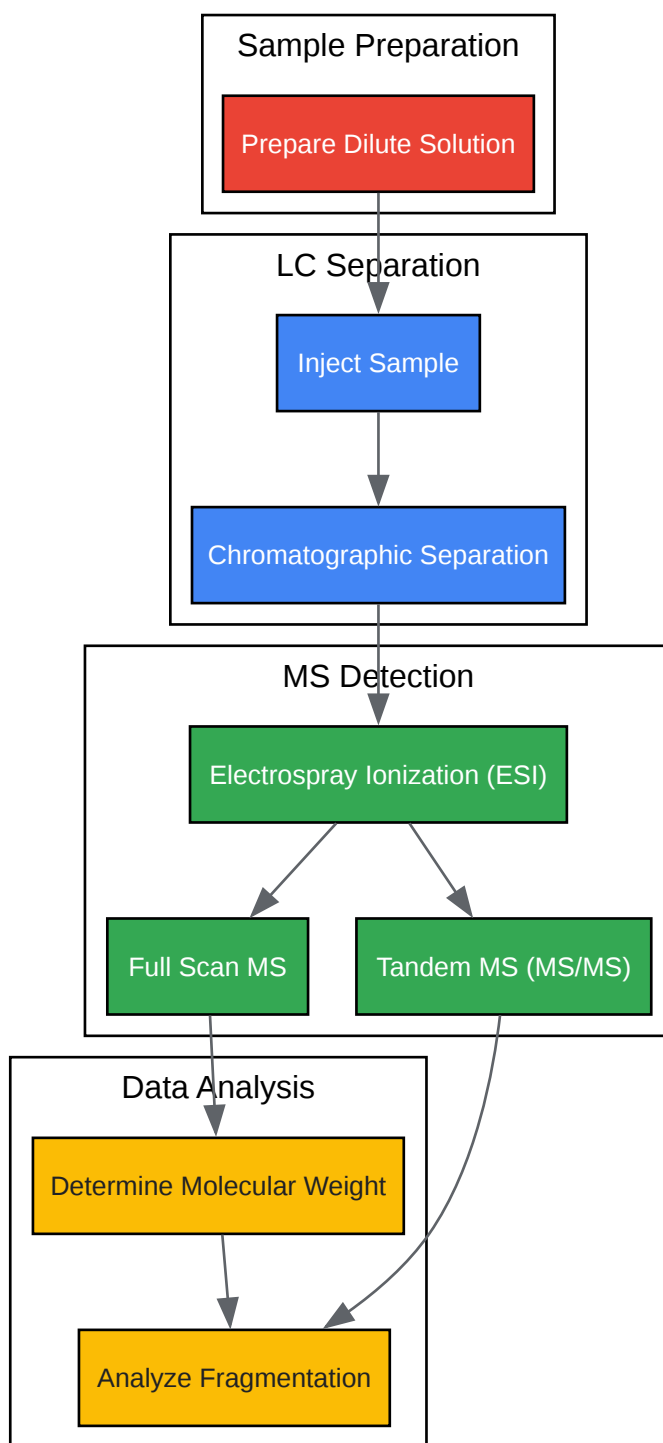 Sample Preparation
Prepare Dilute Solution
LC Separation
Inject Sample
Chromatographic Separation
MS Detection
Electrospray Ionization (ESI)
Full Scan MS
Tandem MS (MS/MS)
Data Analysis
Determine Molecular Weight
Analyze Fragmentation